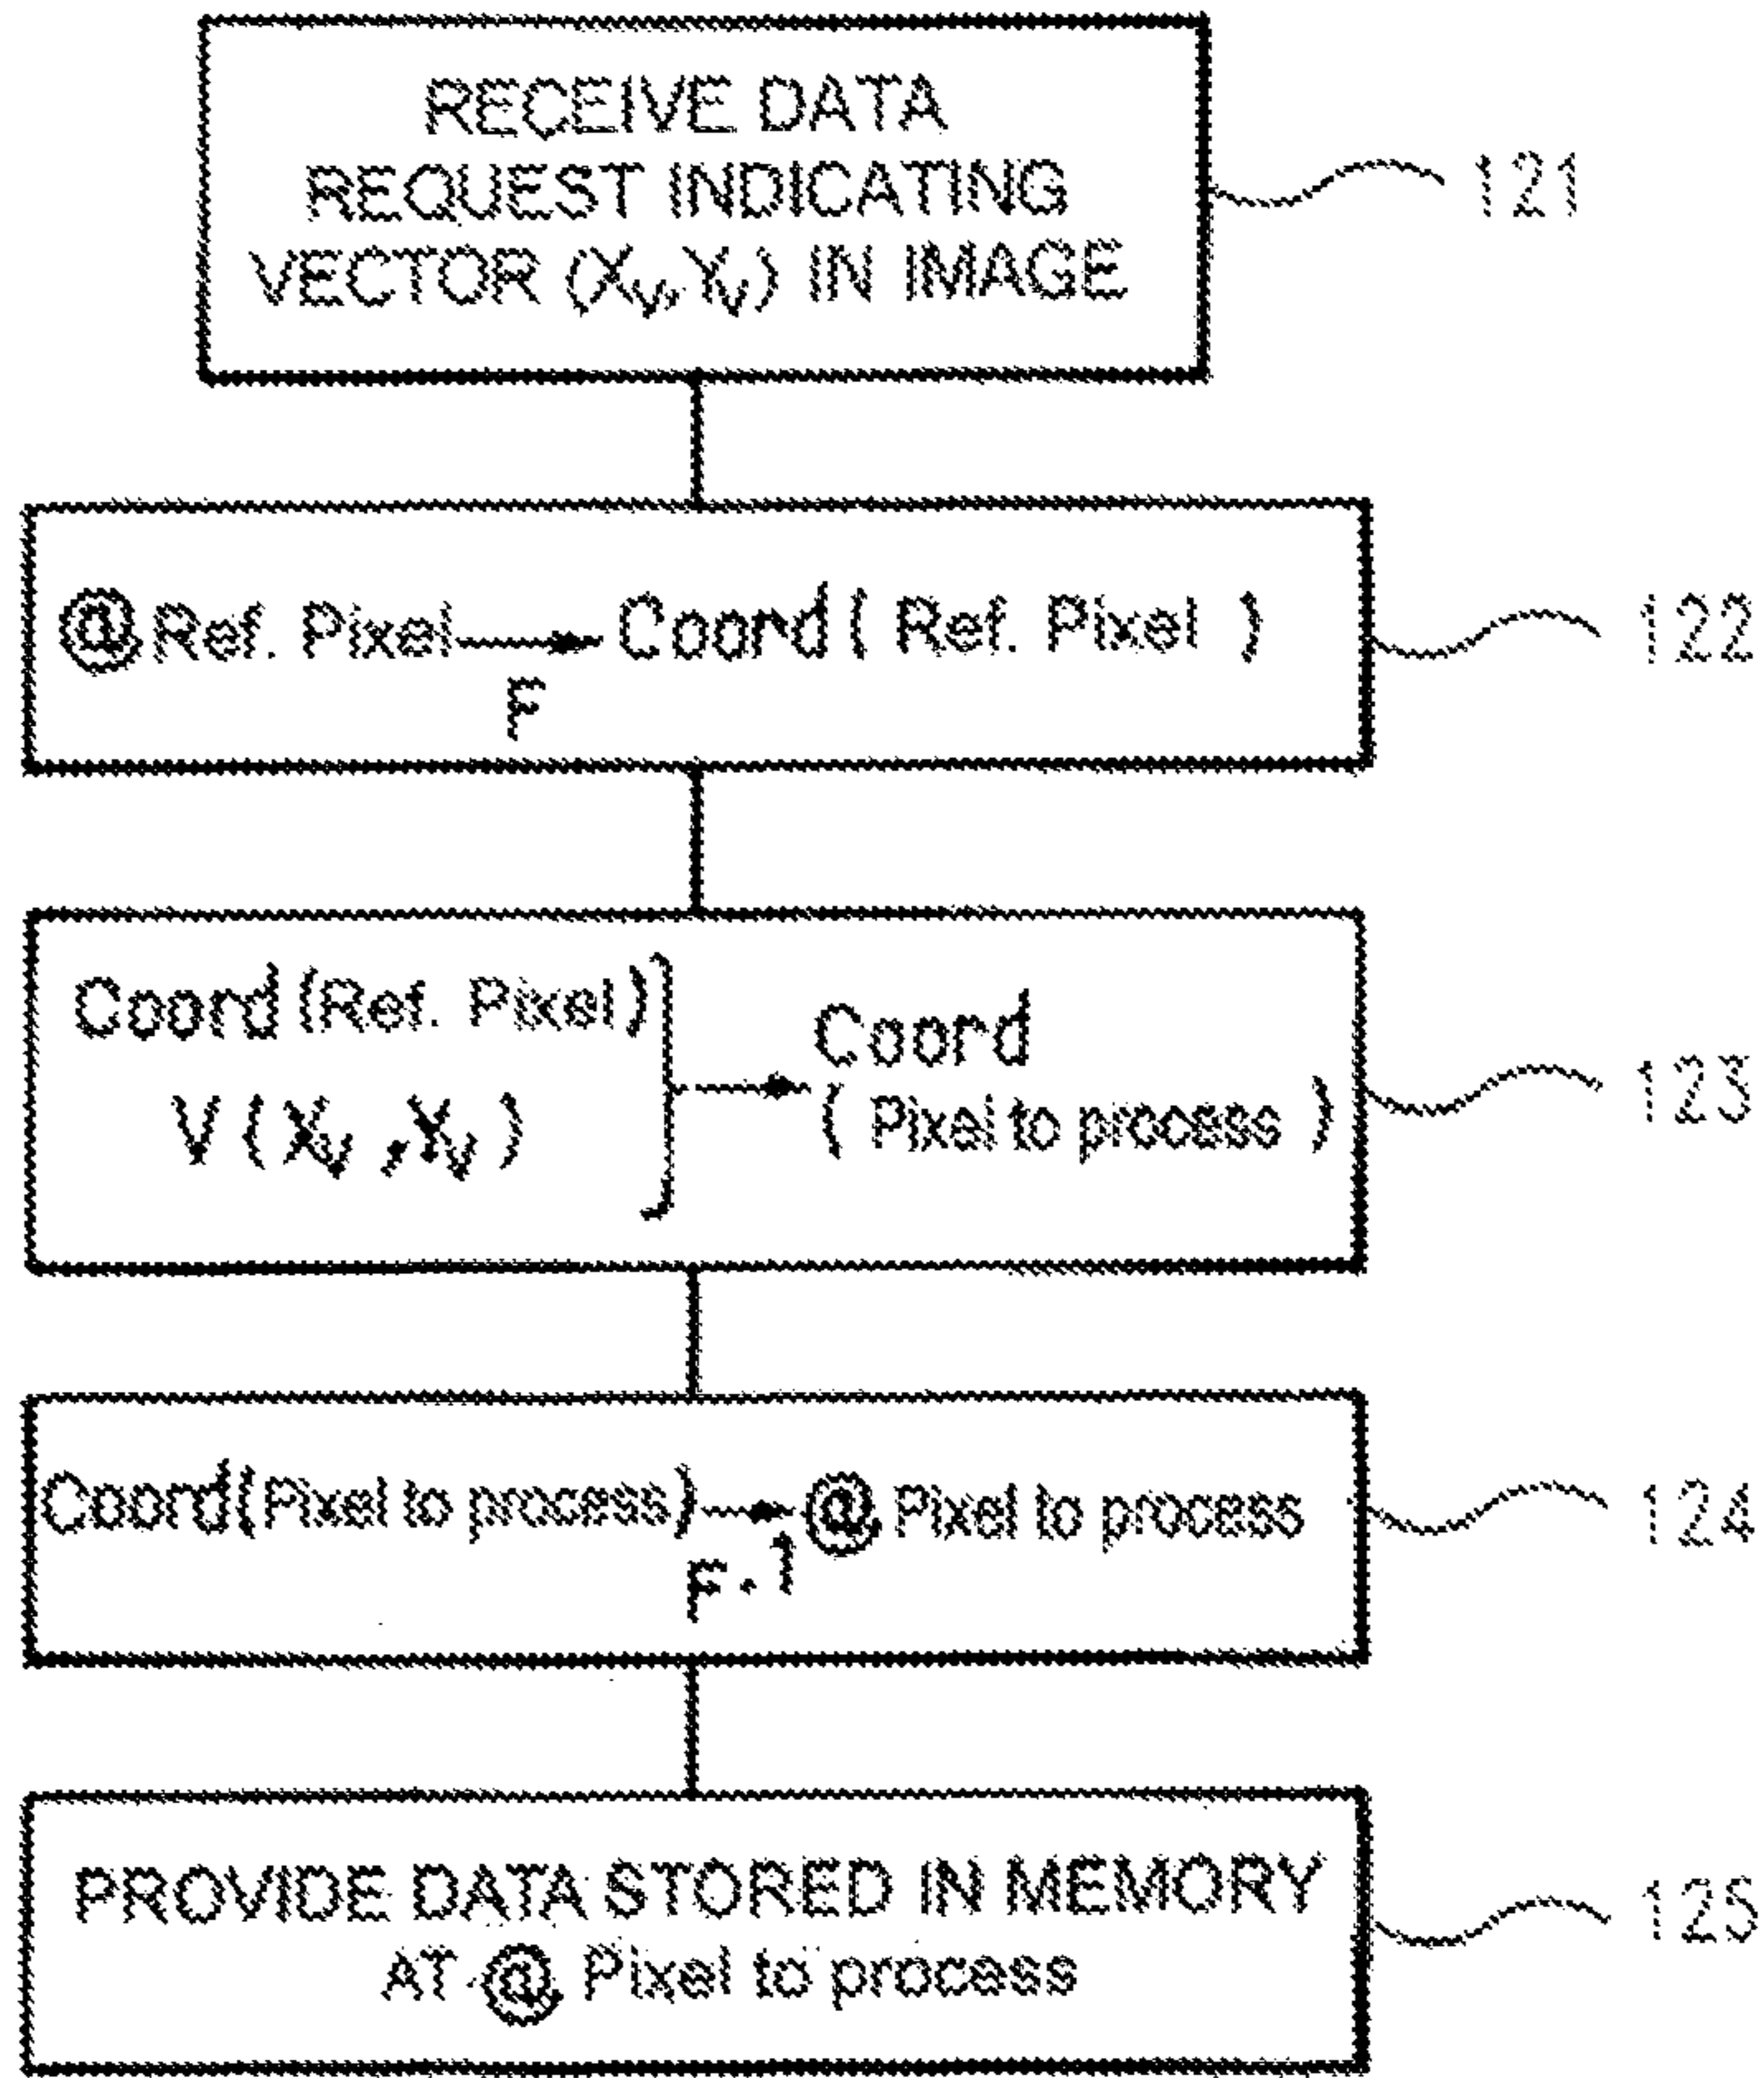 RECEIVE DATA
REQUEST INDICATING
VECTOR (Xv,Yv) IN IMAGE
121
@ Ref. Pixel → Coord ( Ref. Pixel )
F
122
Coord (Ref. Pixel)
V ( Xv , Yv )
Coord
( Pixel to process )
123
Coord(Pixel to process) → @ Pixel to process
F-1
124
PROVIDE DATA STORED IN MEMORY
AT @ Pixel to process
125